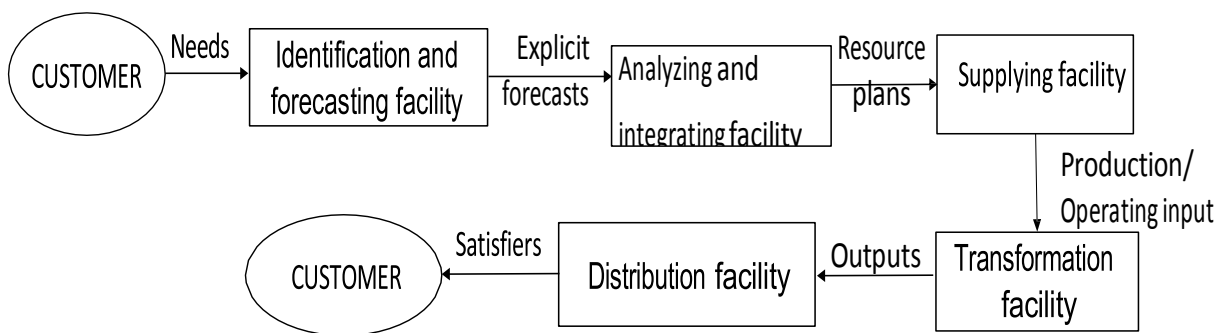 CUSTOMER
Needs
Identification and
forecasting facility
Explicit
forecasts
Analyzing and
integrating facility
Resource
plans
Supplying facility
Production/
Operating input
Transformation
facility
Outputs
Distribution facility
Satisfiers
CUSTOMER